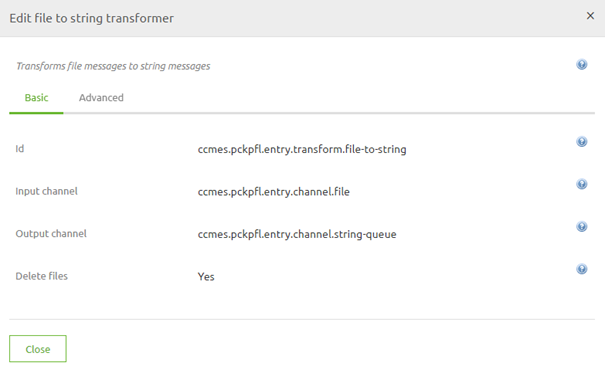 Edit file to string transformer
Transforms file messages to string messages
Basic Advanced
Id ccmes.pckpfl.entry.transform.file-to-string
Input channel ccmes.pckpfl.entry.channel.file
Output channel ccmes.pckpfl.entry.channel.string-queue
Delete files Yes
Close